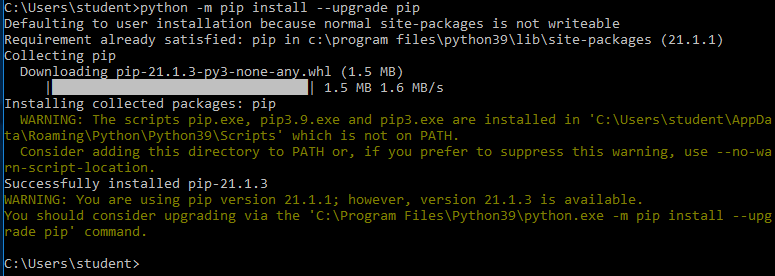 C:\Users\student>python -m pip install --upgrade pip
Defaulting to user installation because normal site-packages is not writeable
Requirement already satisfied: pip in c:\program files\python39\lib\site-packages (21.1.1)
Collecting pip
  Downloading pip-21.1.3-py3-none-any.whl (1.5 MB)
     |████████████████████████████████| 1.5 MB 1.6 MB/s
Installing collected packages: pip
  WARNING: The scripts pip.exe, pip3.9.exe and pip3.exe are installed in 'C:\Users\student\AppDa
ta\Roaming\Python\Python39\Scripts' which is not on PATH.
  Consider adding this directory to PATH or, if you prefer to suppress this warning, use --no-wa
rn-script-location.
Successfully installed pip-21.1.3
WARNING: You are using pip version 21.1.1; however, version 21.1.3 is available.
You should consider upgrading via the 'C:\Program Files\Python39\python.exe -m pip install --upg
rade pip' command.
C:\Users\student>